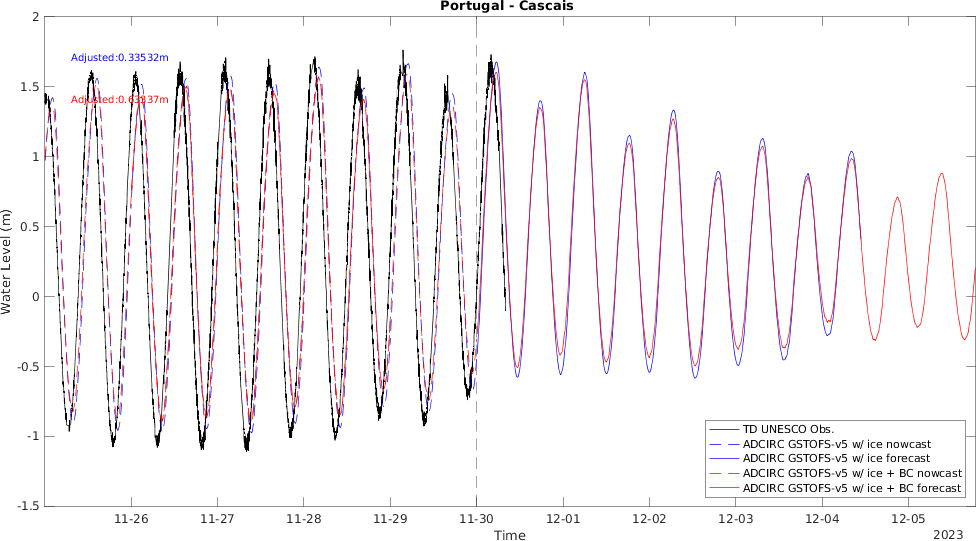 Portugal - Cascais
Adjusted:0.33532m
Adjusted:0.63337m
Water Level (m)
2
1.5
1
0.5
0
-0.5
-1
-1.5
11-26
11-27
11-28
11-29
11-30
12-01
12-02
12-03
12-04
12-05
Time
2023
TD UNESCO Obs.
ADCIRC GSTOFS-v5 w/ ice nowcast
ADCIRC GSTOFS-v5 w/ ice forecast
ADCIRC GSTOFS-v5 w/ ice + BC nowcast
ADCIRC GSTOFS-v5 w/ ice + BC forecast